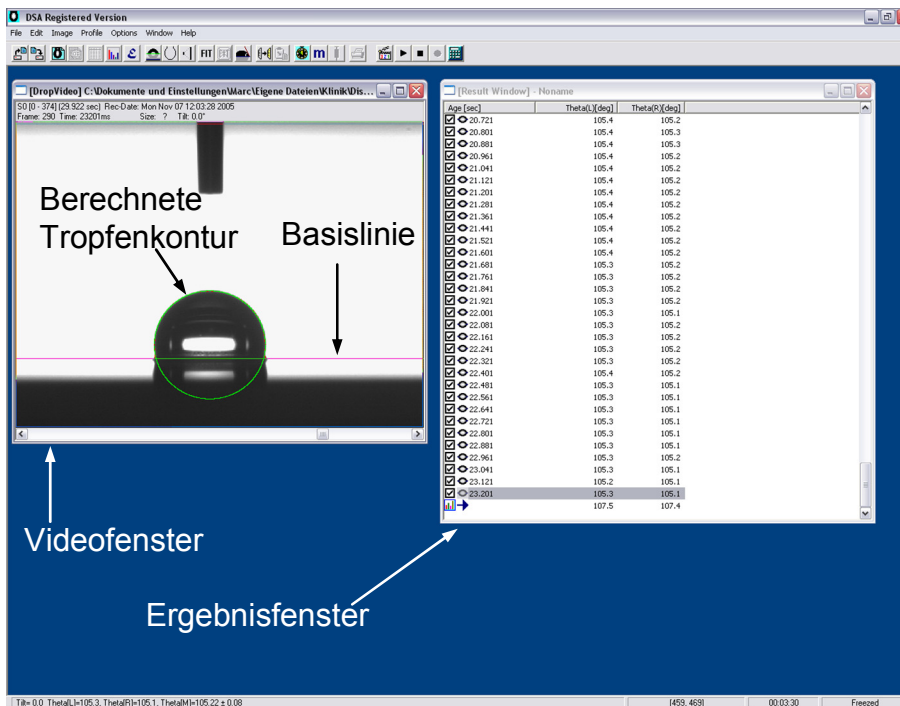 DSA Registered Version
File Edit Image Profile Options Window Help
FIT FIT m
[DropVideo] C:\Dokumente und Einstellungen\Marc\Eigene Dateien\Klinik\Dis...
S0 [0 - 374] (29.922 sec) Rec-Date: Mon Nov 07 12:03:28 2005
Frame: 290 Time: 23201ms Size: ? Tilt: 0.0°
Berechnete
Tropfenkontur
Basislinie
Videofenster
[Result Window] - Noname
Age [sec] Theta(L)[deg] Theta(R)[deg]
20.721 105.4 105.2
20.801 105.4 105.3
20.881 105.4 105.3
20.961 105.4 105.2
21.041 105.4 105.2
21.121 105.4 105.2
21.201 105.4 105.2
21.281 105.4 105.2
21.361 105.4 105.2
21.441 105.4 105.2
21.521 105.4 105.2
21.601 105.4 105.2
21.681 105.3 105.2
21.761 105.3 105.2
21.841 105.3 105.2
21.921 105.3 105.2
22.001 105.3 105.1
22.081 105.3 105.2
22.161 105.3 105.2
22.241 105.3 105.2
22.321 105.3 105.2
22.401 105.4 105.2
22.481 105.3 105.1
22.561 105.3 105.1
22.641 105.3 105.1
22.721 105.3 105.1
22.801 105.3 105.1
22.881 105.3 105.1
22.961 105.3 105.2
23.041 105.3 105.1
23.121 105.2 105.1
23.201 105.3 105.1
107.5 107.4
Ergebnisfenster
Tilt= 0.0 Theta[L]=105.3, Theta[R]=105.1, Theta[M]=105.22 ± 0.08 [459, 469] 00:03:30 Freezed